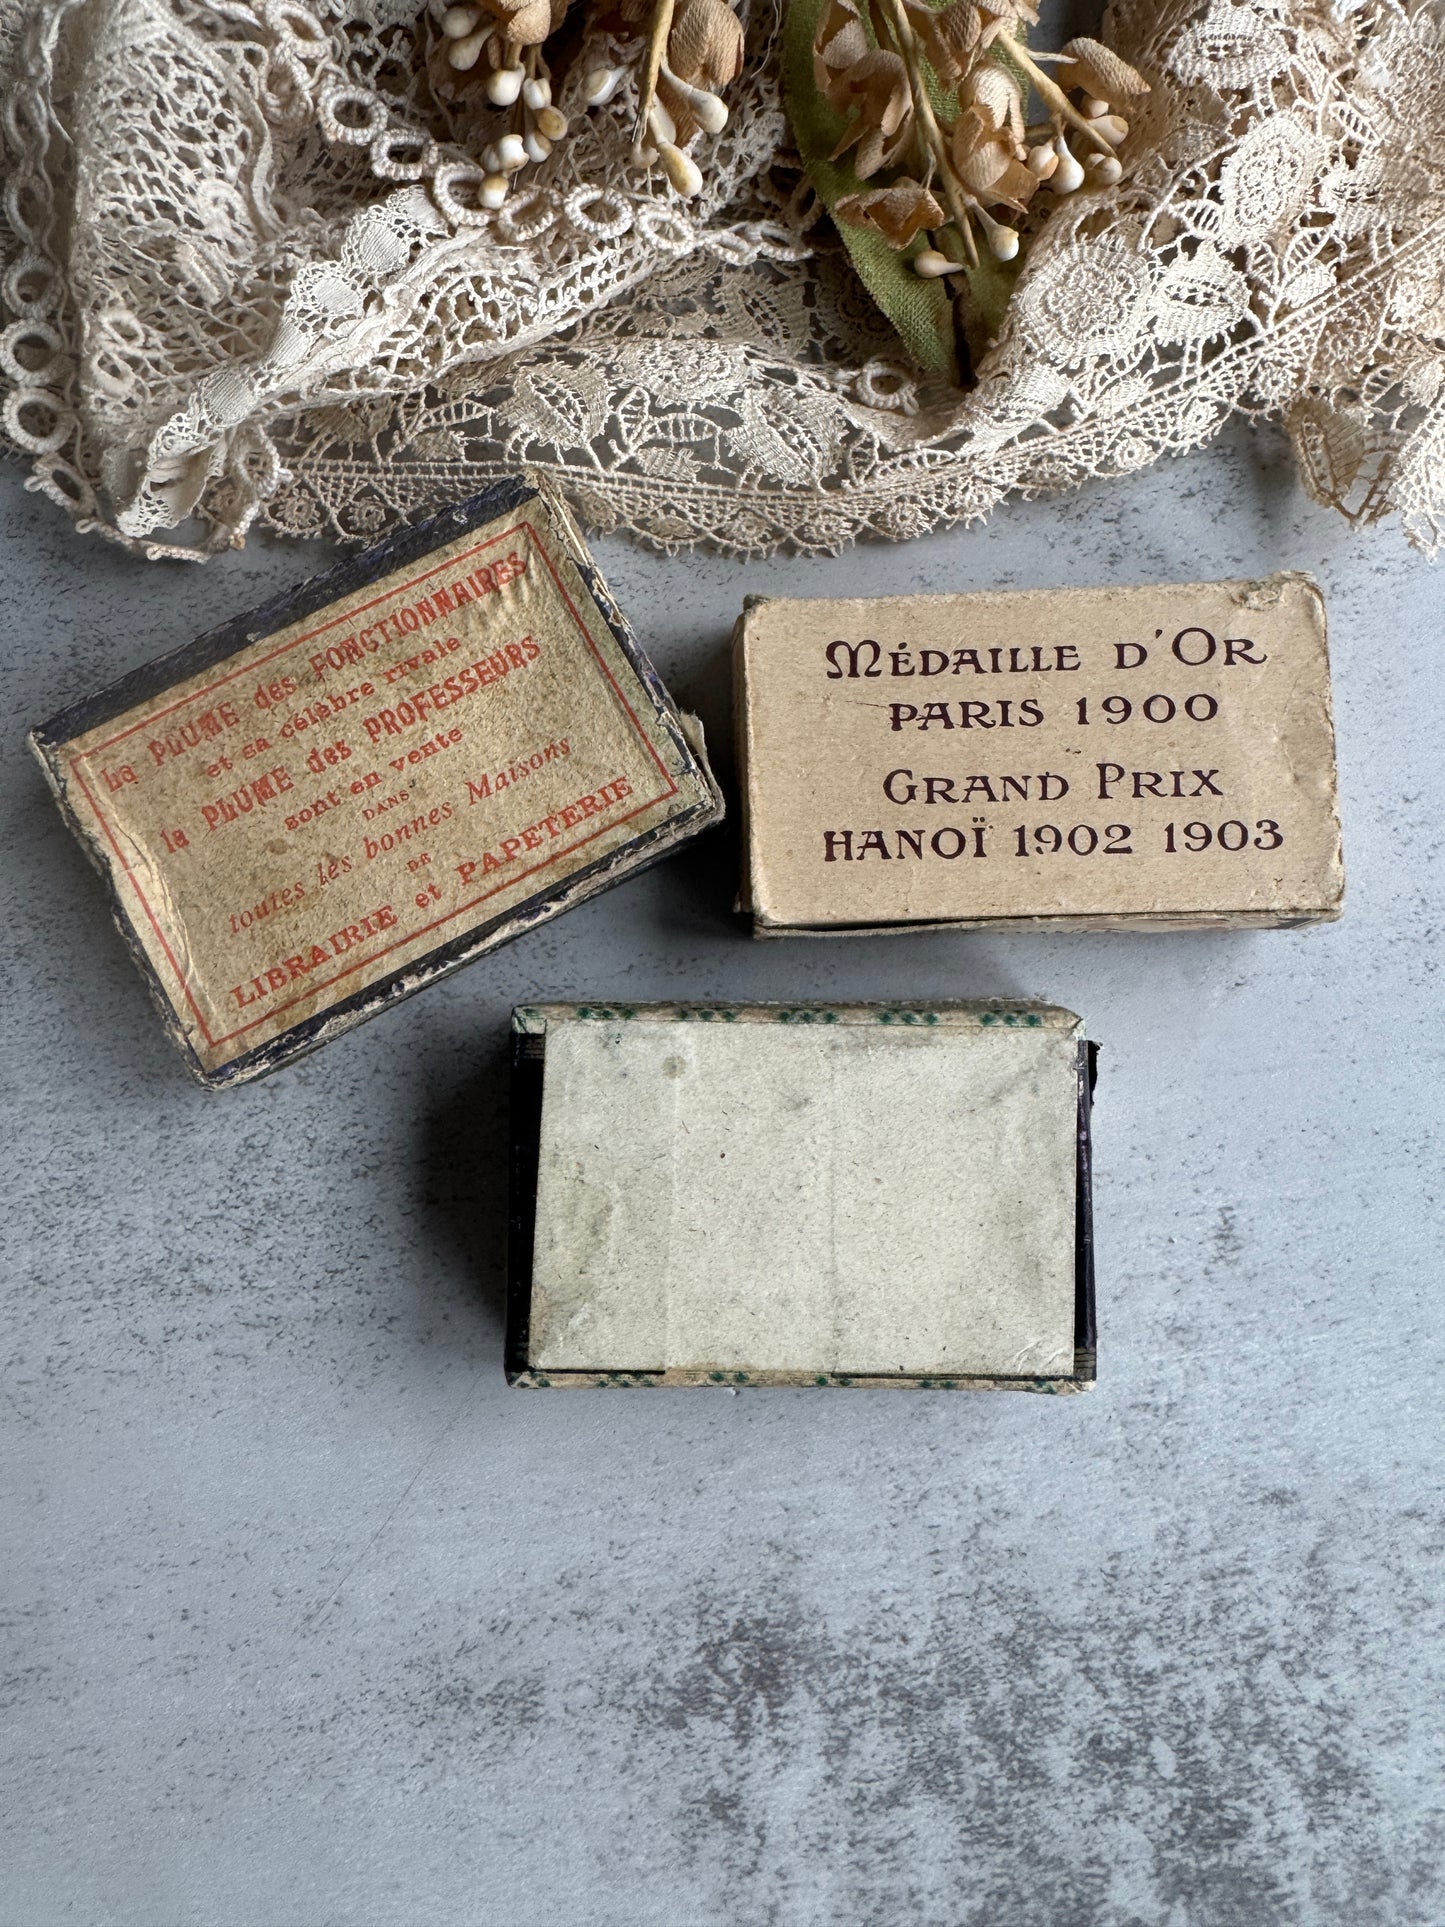 La PLUME des FONCTIONNAIRES
et sa célèbre rivale
la PLUME des PROFESSEURS
sont en vente
DANS
toutes les bonnes Maisons
DE
LIBRAIRIE et PAPETERIE
MÉDAILLE D'OR
PARIS 1900
GRAND PRIX
HANOÏ 1902 1903